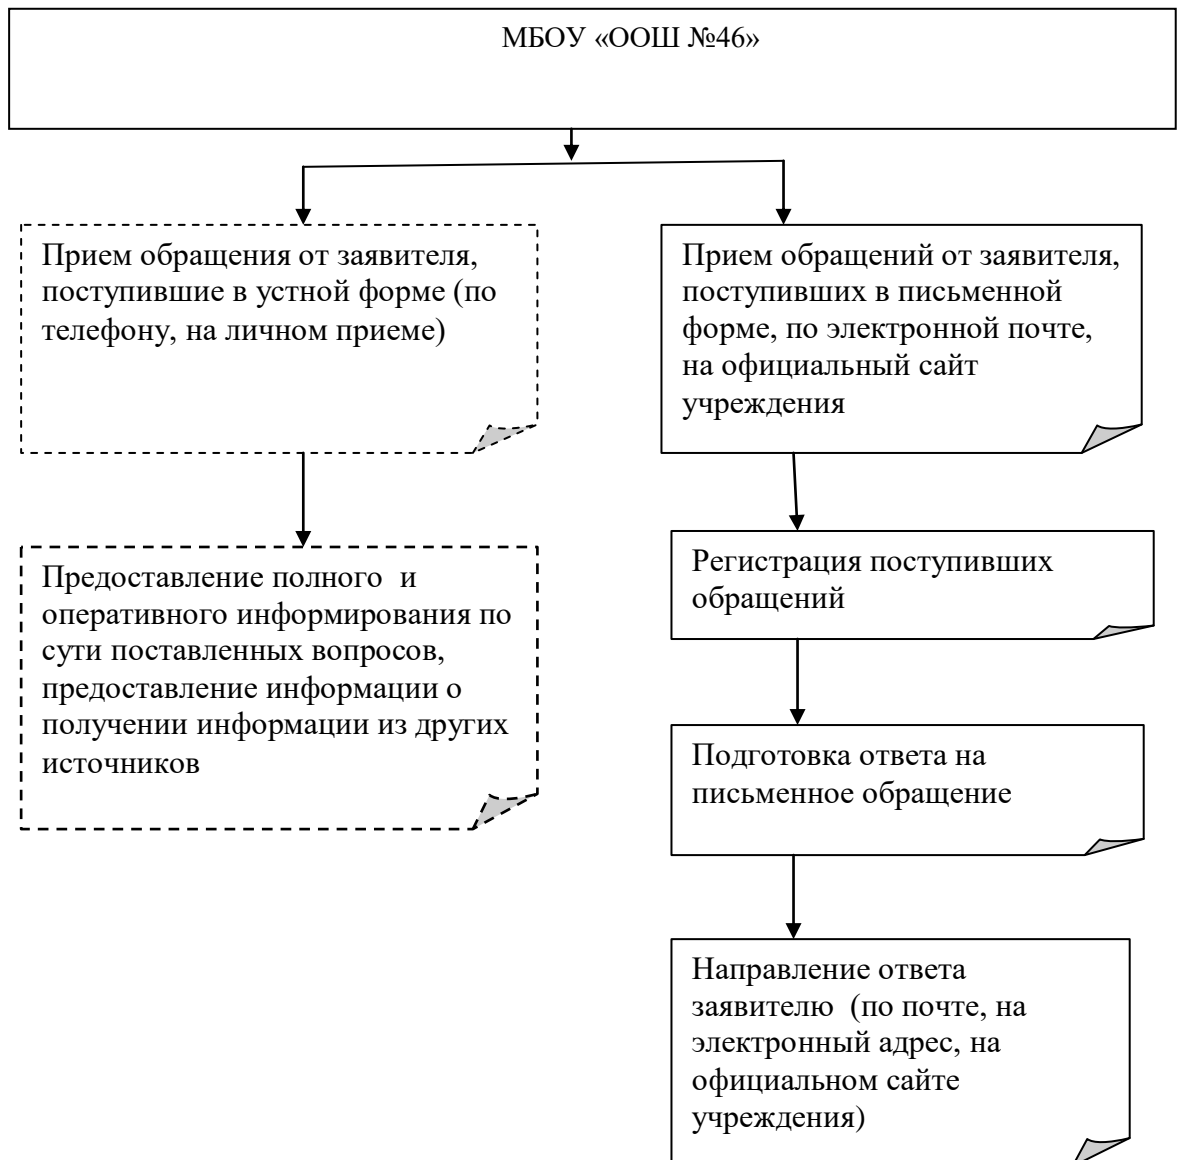 МБОУ «ООШ №46»
Прием обращения от заявителя,
поступившие в устной форме (по
телефону, на личном приеме)
Прием обращений от заявителя,
поступивших в письменной
форме, по электронной почте,
на официальный сайт
учреждения
Предоставление полного и
оперативного информирования по
сути поставленных вопросов,
предоставление информации о
получении информации из других
источников
Регистрация поступивших
обращений
Подготовка ответа на
письменное обращение
Направление ответа
заявителю (по почте, на
электронный адрес, на
официальном сайте
учреждения)